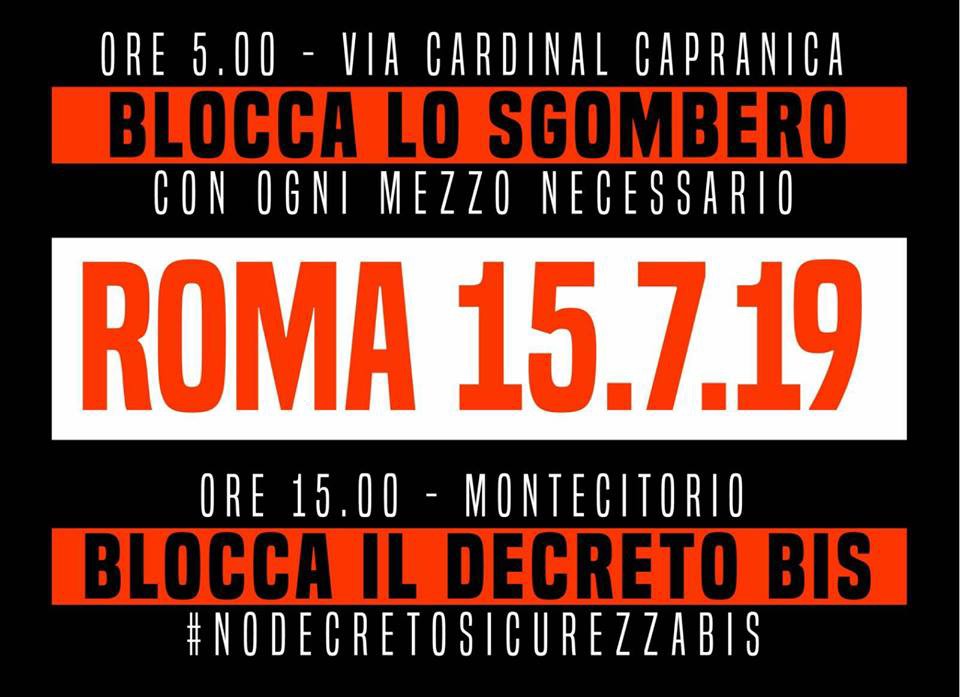 ORE 5.00 - VIA CARDINAL CAPRANICA
BLOCCA LO SGOMBERO
CON OGNI MEZZO NECESSARIO
ROMA 15.7.19
ORE 15.00 - MONTECITORIO
BLOCCA IL DECRETO BIS
#NODECRETOSICUREZZABIS